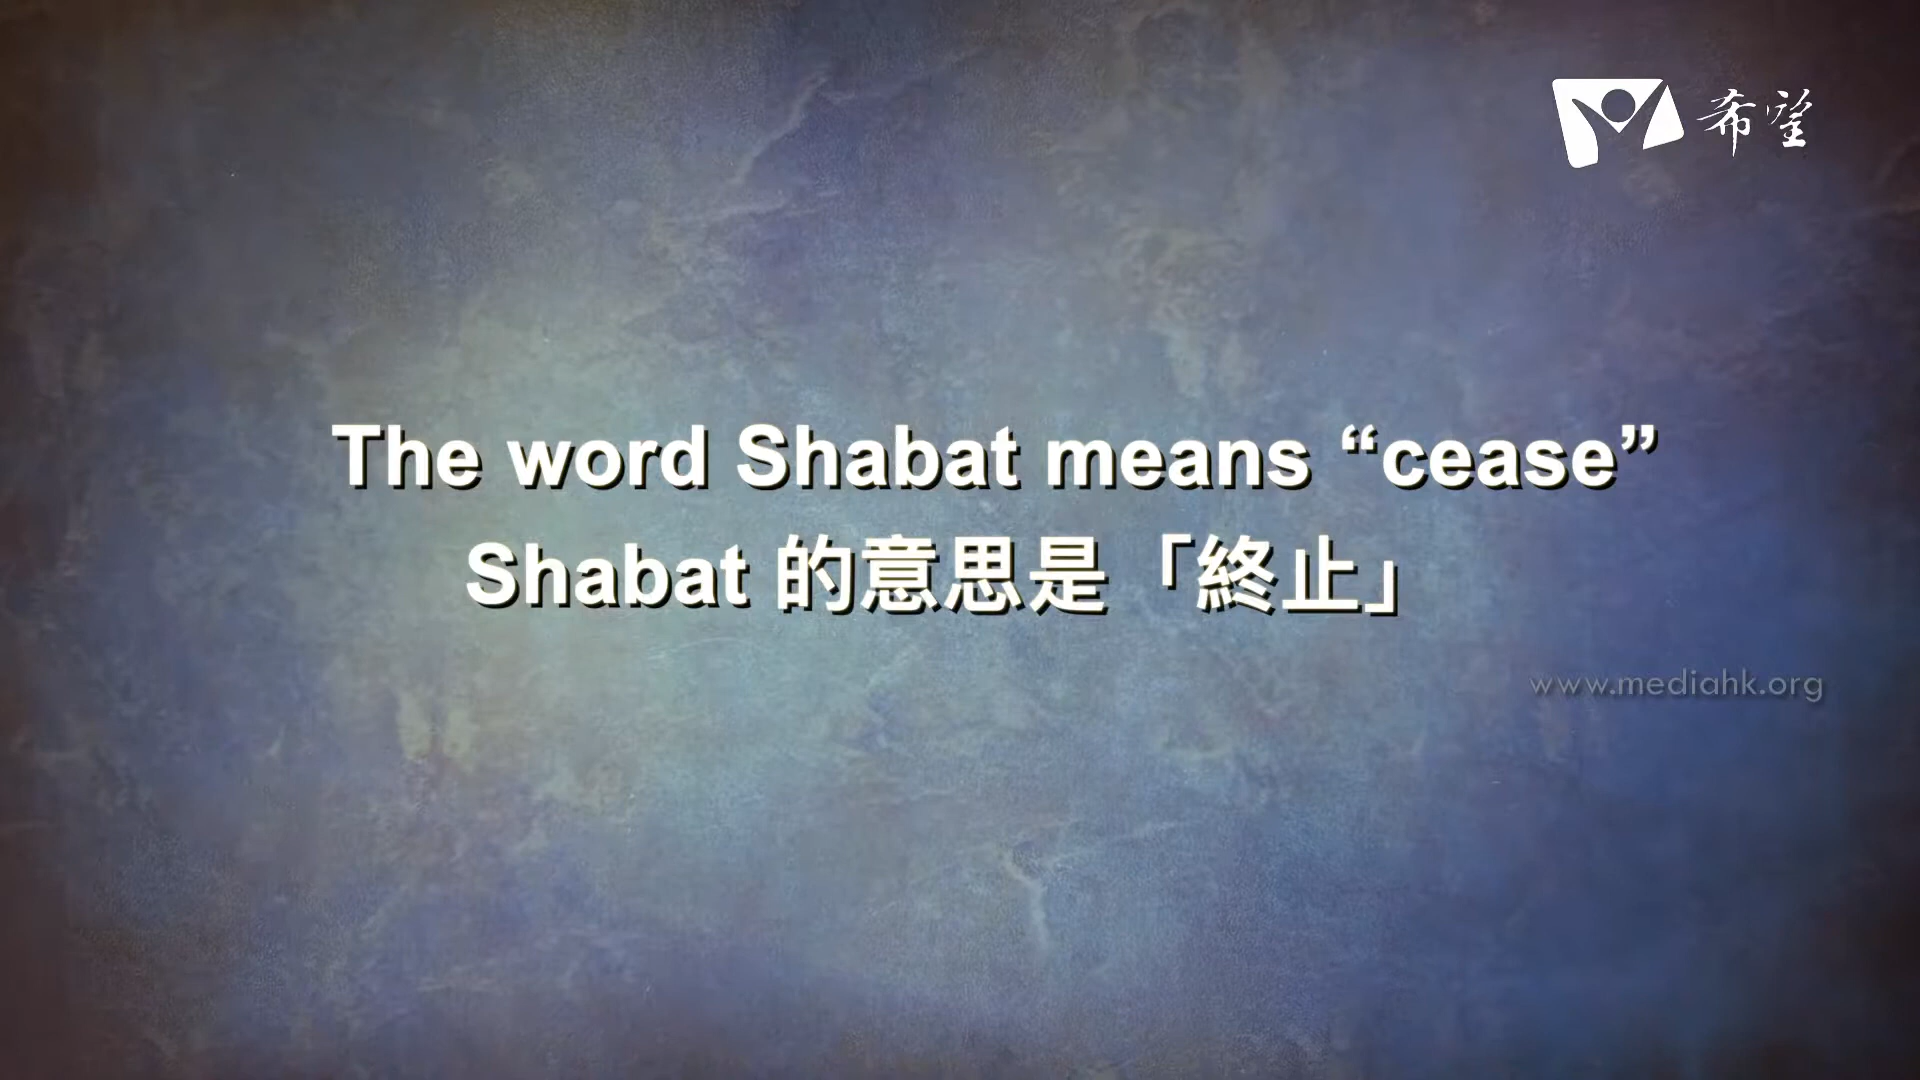 希望
The word Shabat means “cease”
Shabat 的意思是「終止」
www.mediahk.org